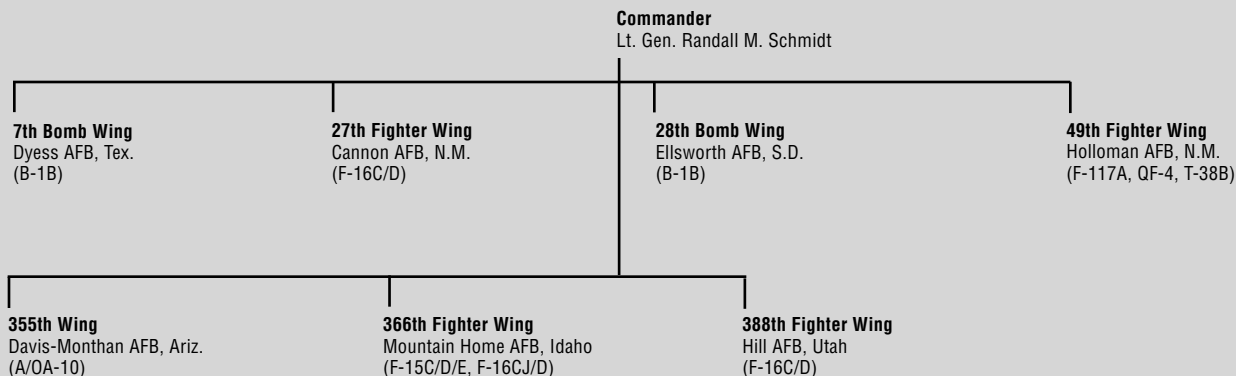 Commander
Lt. Gen. Randall M. Schmidt
7th Bomb Wing
Dyess AFB, Tex.
(B-1B)
27th Fighter Wing
Cannon AFB, N.M.
(F-16C/D)
28th Bomb Wing
Ellsworth AFB, S.D.
(B-1B)
49th Fighter Wing
Holloman AFB, N.M.
(F-117A, QF-4, T-38B)
355th Wing
Davis-Monthan AFB, Ariz.
(A/OA-10)
366th Fighter Wing
Mountain Home AFB, Idaho
(F-15C/D/E, F-16CJ/D)
388th Fighter Wing
Hill AFB, Utah
(F-16C/D)